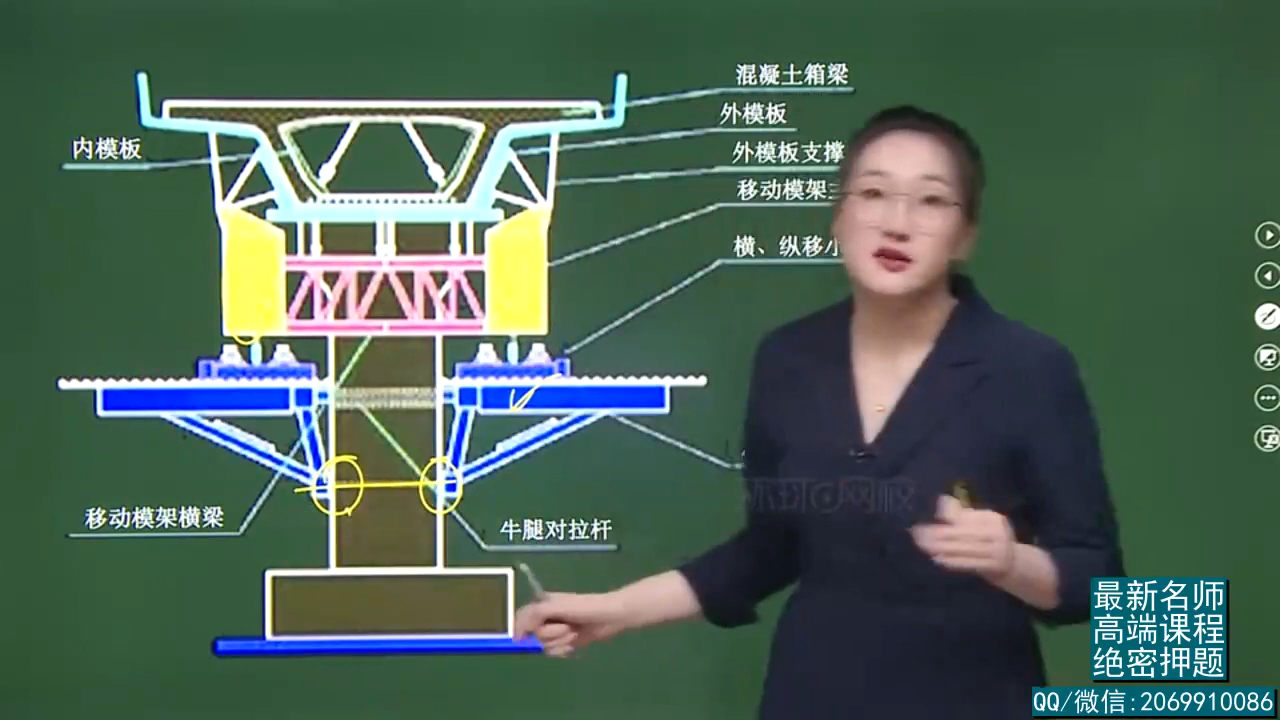 混凝土箱梁
外模板
内模板
外模板支撑
移动模架
横、纵移
移动模架横梁
牛腿对拉杆
最新名师
高端课程
绝密押题
QQ/微信:2069910086